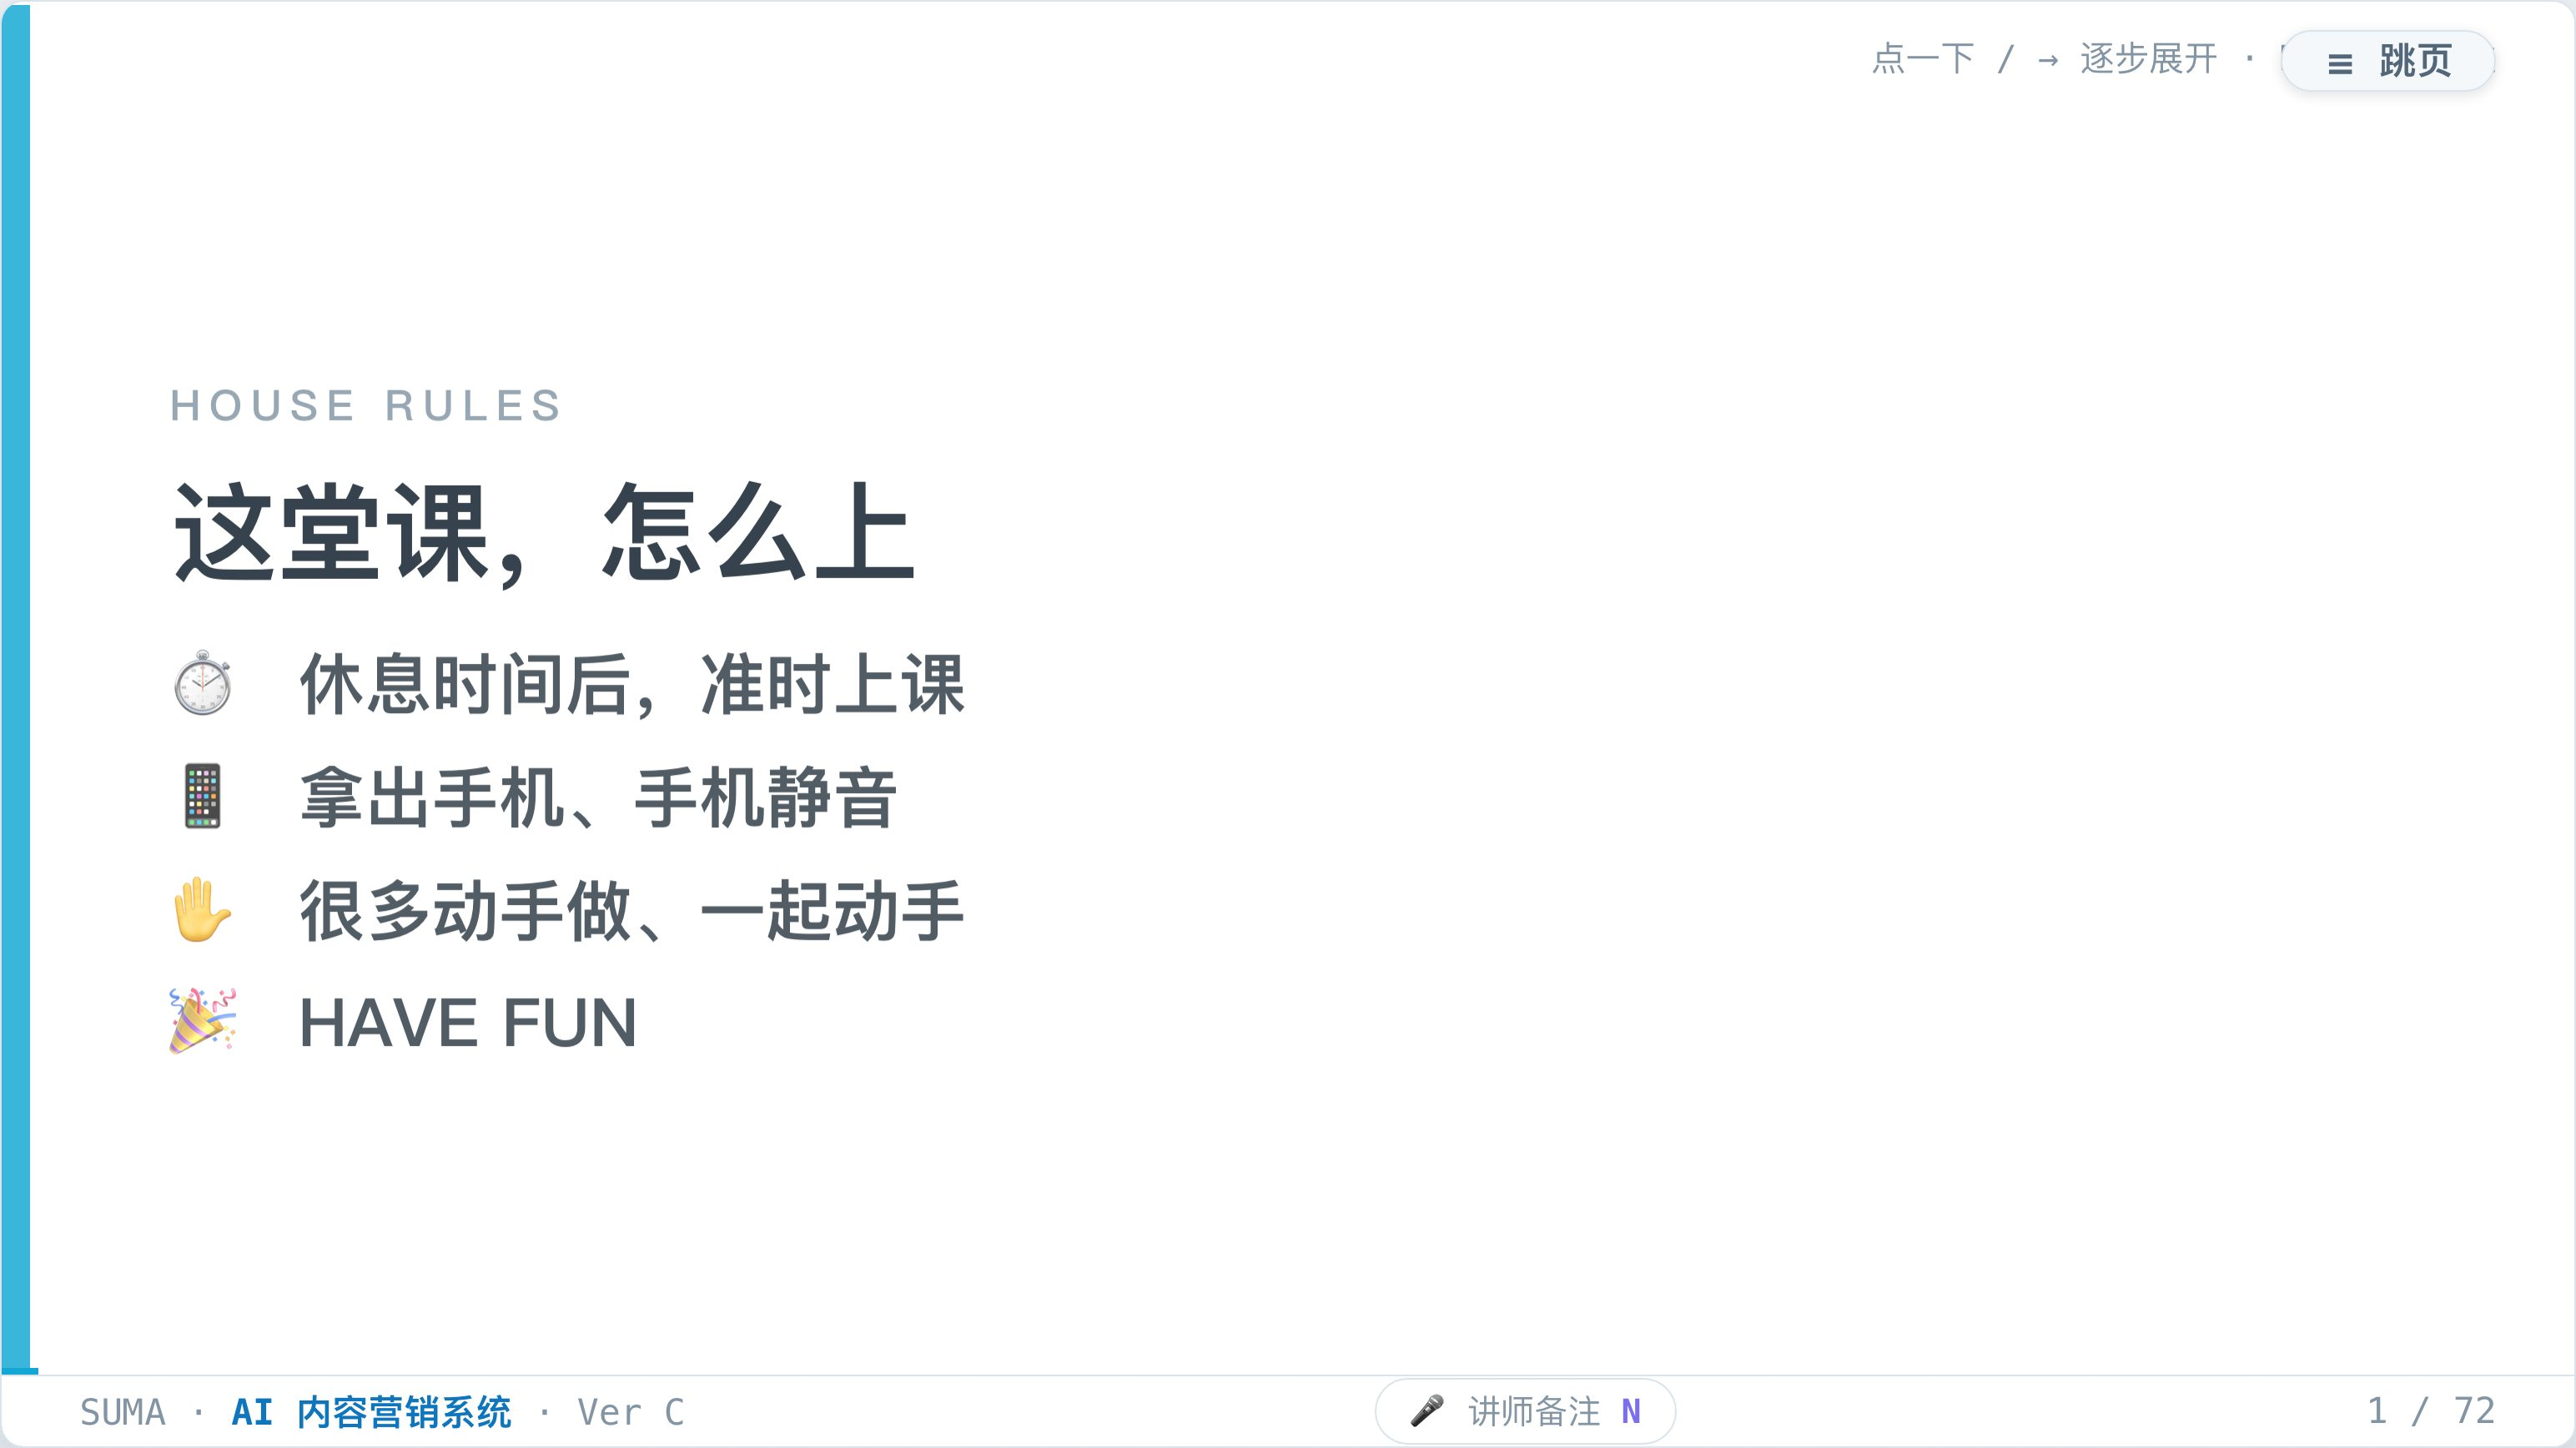 点一下 / → 逐步展开 ·
≡ 跳页
HOUSE RULES
这堂课，怎么上
休息时间后，准时上课
拿出手机、手机静音
很多动手做、一起动手
HAVE FUN
SUMA · AI 内容营销系统 · Ver C
讲师备注 N
1 / 72